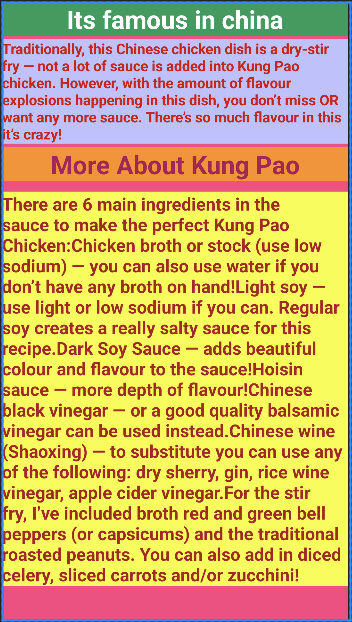 Its famous in china
Traditionally, this Chinese chicken dish is a dry-stir
fry — not a lot of sauce is added into Kung Pao
chicken. However, with the amount of flavour
explosions happening in this dish, you don't miss OR
want any more sauce. There's so much flavour in this
it's crazy!
More About Kung Pao
There are 6 main ingredients in the
sauce to make the perfect Kung Pao
Chicken:Chicken broth or stock (use low
sodium) — you can also use water if you
don't have any broth on hand!Light soy —
use light or low sodium if you can. Regular
soy creates a really salty sauce for this
recipe.Dark Soy Sauce — adds beautiful
colour and flavour to the sauce!Hoisin
sauce — more depth of flavour!Chinese
black vinegar — or a good quality balsamic
vinegar can be used instead.Chinese wine
(Shaoxing) — to substitute you can use any
of the following: dry sherry, gin, rice wine
vinegar, apple cider vinegar.For the stir
fry, I've included broth red and green bell
peppers (or capsicums) and the traditional
roasted peanuts. You can also add in diced
celery, sliced carrots and/or zucchini!